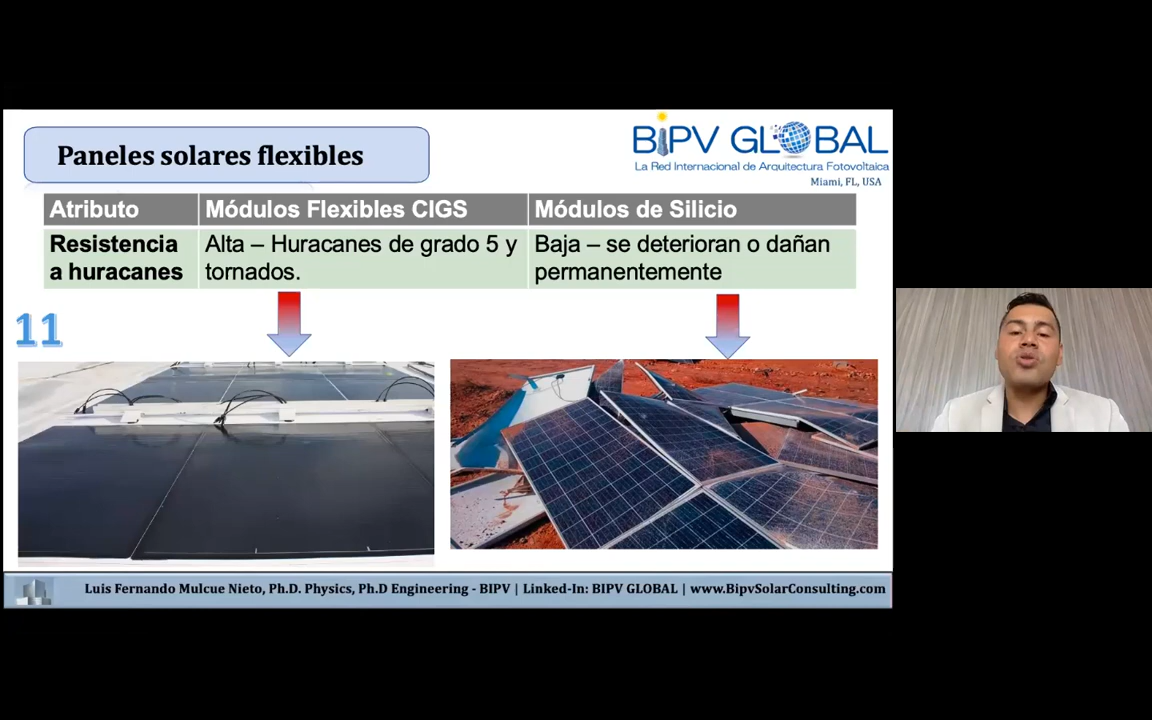 Paneles solares flexibles
BIPV GLOBAL
La Red Internacional de Arquitectura Fotovoltaica
Miami, FL, USA
Atributo Módulos Flexibles CIGS Módulos de Silicio
Resistencia a huracanes
Alta – Huracanes de grado 5 y
tornados.
Baja – se deterioran o dañan
permanentemente
11
Luis Fernando Mulcue Nieto, Ph.D. Physics, Ph.D Engineering - BIPV | Linked-In: BIPV GLOBAL | www.BipvSolarConsulting.com